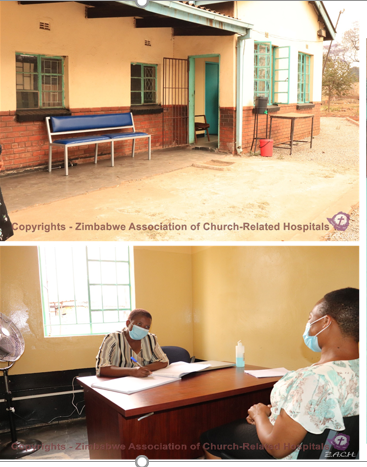 Copyrights - Zimbabwe Association of Church-Related Hospitals
Copyrights - Zimbabwe Association of Church-Related Hospitals
Z.A.C.H.